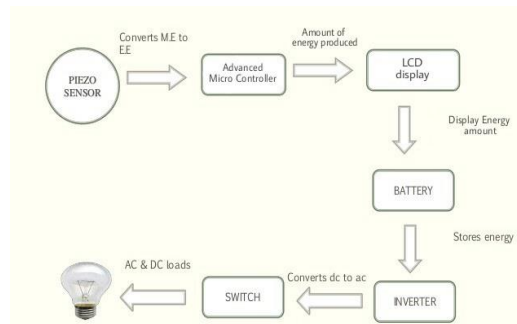 Converts M.E to
E.E
Amount of
energy produced
PIEZO
SENSOR
Advanced
Micro Controller
LCD
display
Display Energy
amount
BATTERY
Stores energy
AC & DC loads
SWITCH
Converts dc to ac
INVERTER